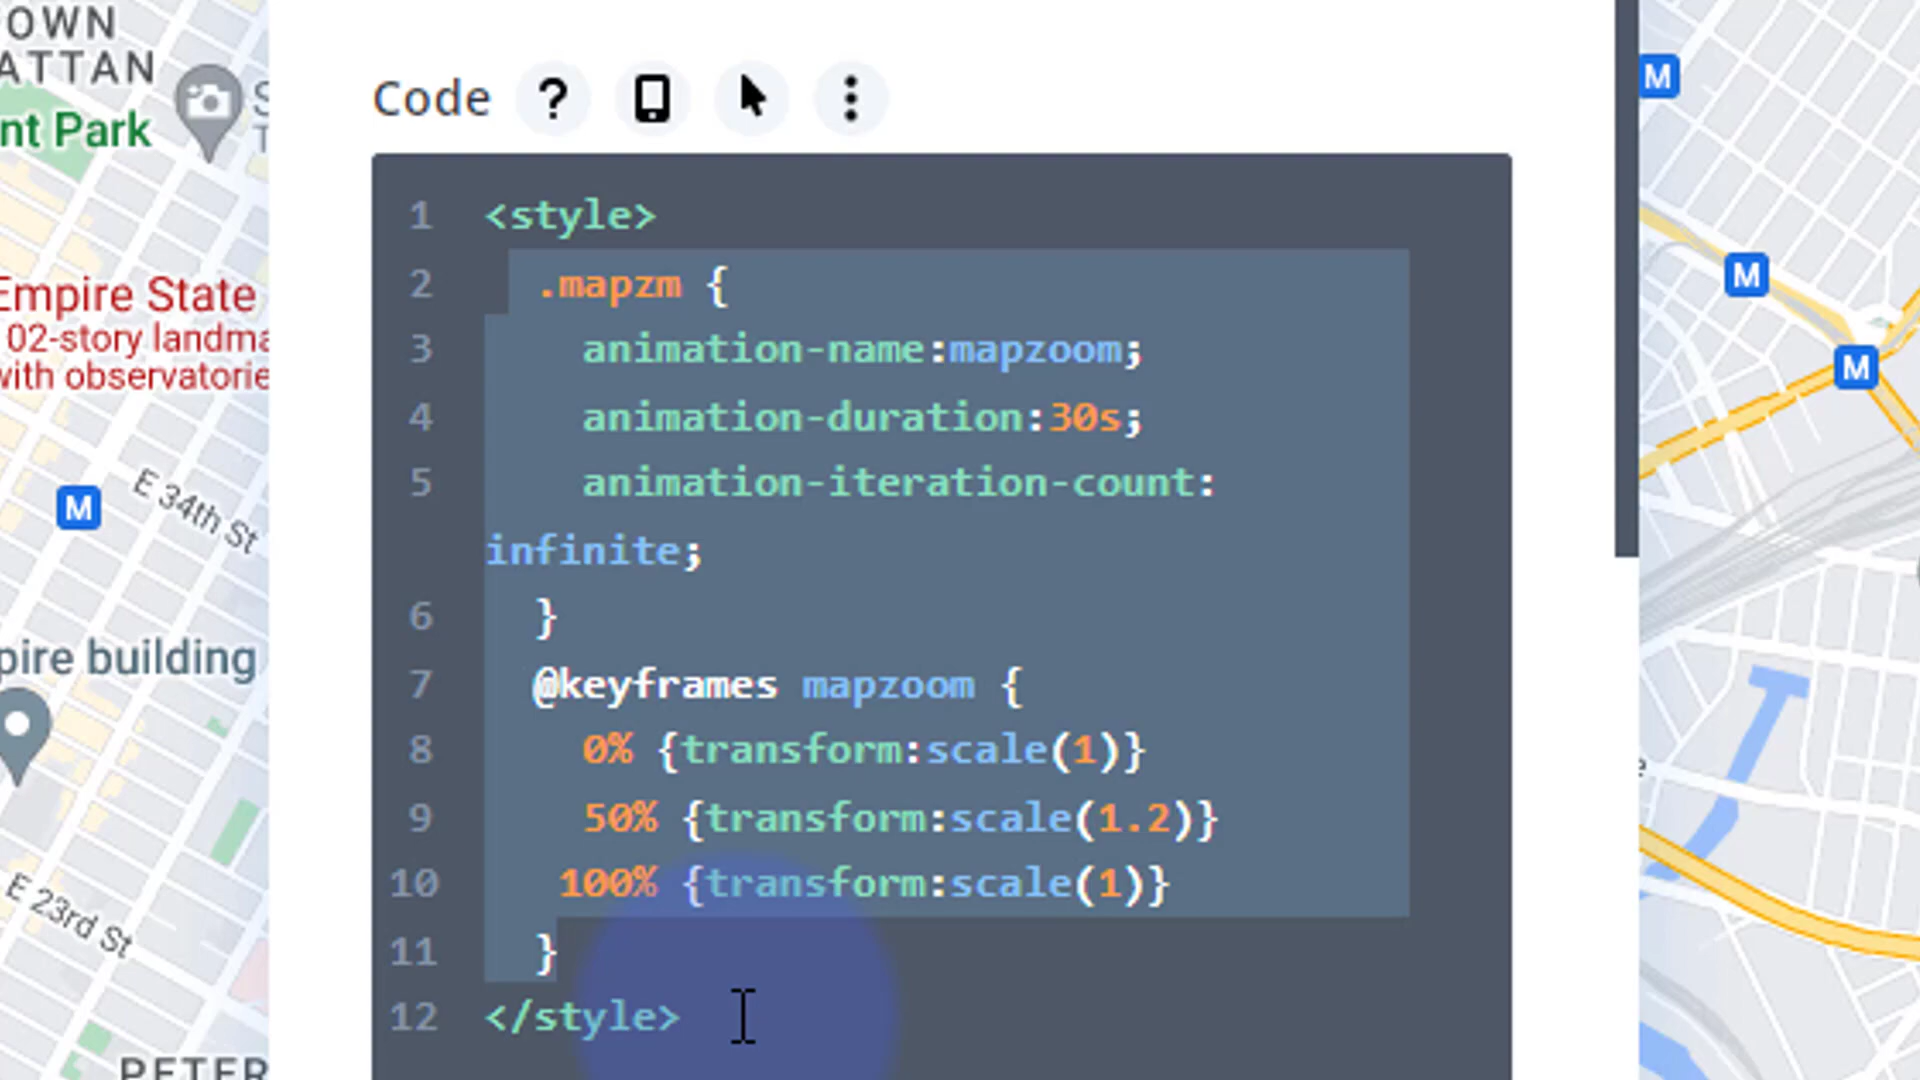 OWN
ATTAN
nt Park
S
T
Empire State
02-story landma
with observatorie
M
E 34th St
pire building
E 23rd St
PETER
Code ?
1 <style>
2 .mapzm {
3 animation-name:mapzoom;
4 animation-duration:30s;
5 animation-iteration-count:
infinite;
6 }
7 @keyframes mapzoom {
8 0% {transform:scale(1)}
9 50% {transform:scale(1.2)}
10 100% {transform:scale(1)}
11 }
12 </style>
M
M
M
e